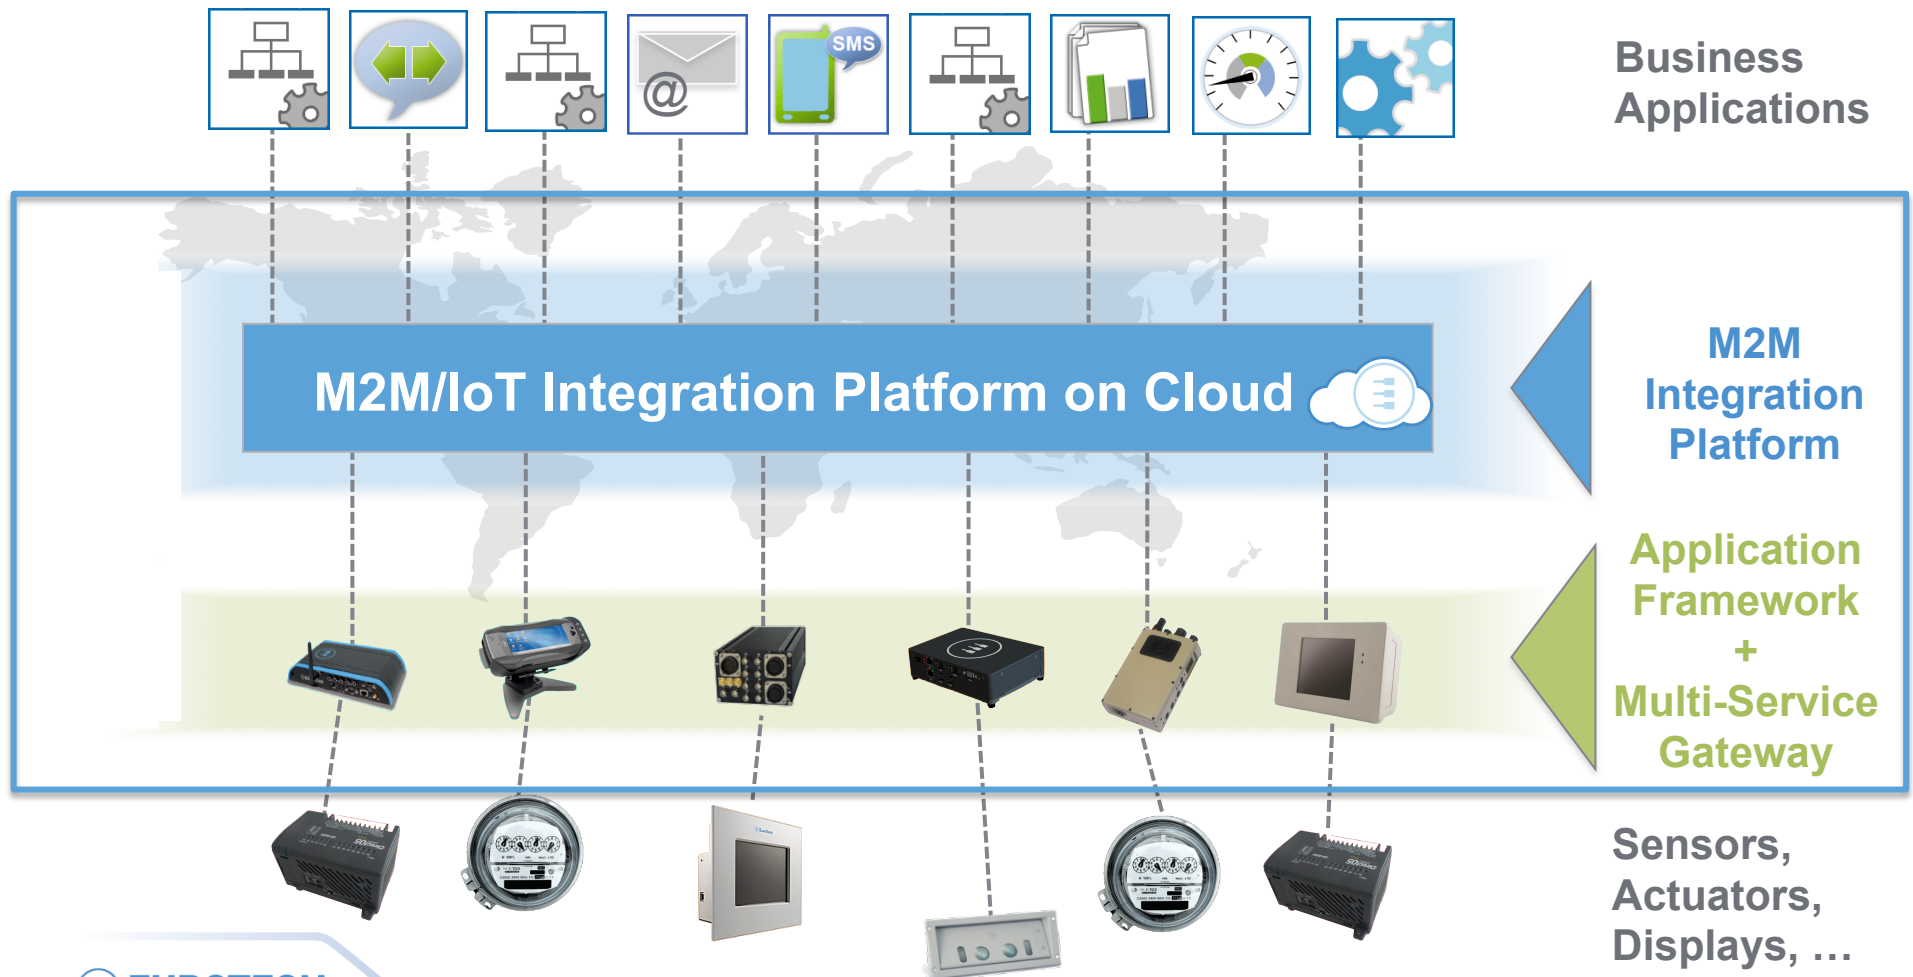 SMS
@
Business
Applications
M2M/IoT Integration Platform on Cloud
M2M
Integration
Platform
Application
Framework
+
Multi-Service
Gateway
Sensors,
Actuators,
Displays, …